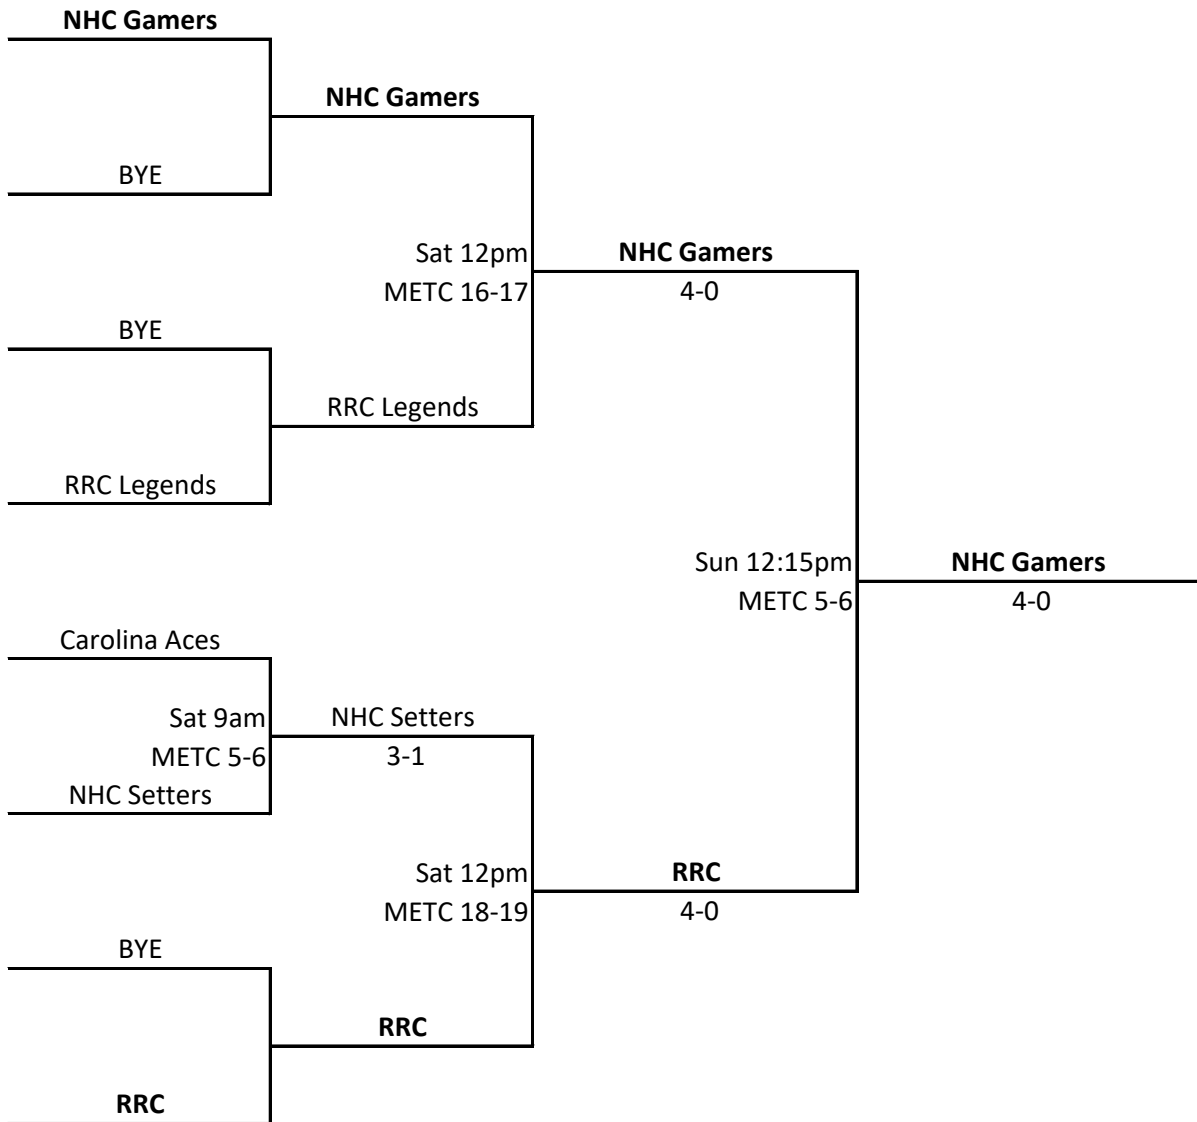 NHC Gamers
NHC Gamers
BYE
Sat 12pm
METC 16-17
NHC Gamers
4-0
BYE
RRC Legends
RRC Legends
Sun 12:15pm
METC 5-6
NHC Gamers
4-0
Carolina Aces
Sat 9am
METC 5-6
NHC Setters
3-1
NHC Setters
Sat 12pm
METC 18-19
RRC
4-0
BYE
RRC
RRC